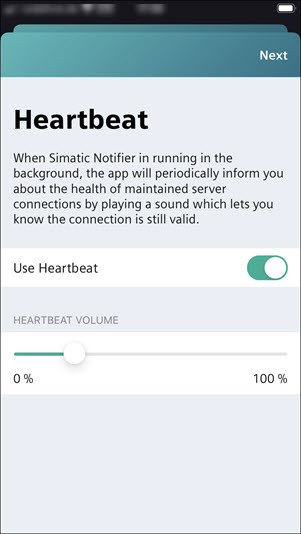 Next
Heartbeat
When Simatic Notifier in running in the
background, the app will periodically inform you
about the health of maintained server
connections by playing a sound which lets you
know the connection is still valid.
Use Heartbeat
HEARTBEAT VOLUME
0 %
100 %